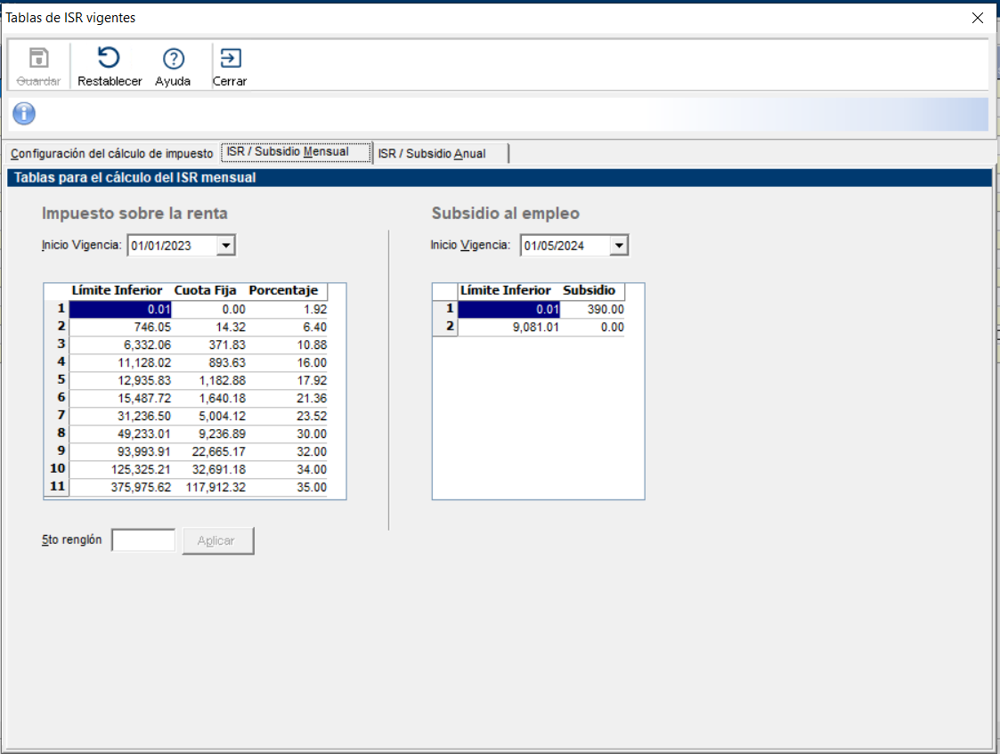 Tablas de ISR vigentes
Guardar Restablecer Ayuda Cerrar
Configuración del cálculo de impuesto ISR / Subsidio Mensual ISR / Subsidio Anual
Tablas para el cálculo del ISR mensual
Impuesto sobre la renta
Inicio Vigencia: 01/01/2023
Límite Inferior Cuota Fija Porcentaje
1 0.01 0.00 1.92
2 746.05 14.32 6.40
3 6,332.06 371.83 10.88
4 11,128.02 893.63 16.00
5 12,935.83 1,182.88 17.92
6 15,487.72 1,640.18 21.36
7 31,236.50 5,004.12 23.52
8 49,233.01 9,236.89 30.00
9 93,993.91 22,665.17 32.00
10 125,325.21 32,691.18 34.00
11 375,975.62 117,912.32 35.00
5to renglón Aplicar
Subsidio al empleo
Inicio Vigencia: 01/05/2024
Límite Inferior Subsidio
1 0.01 390.00
2 9,081.01 0.00